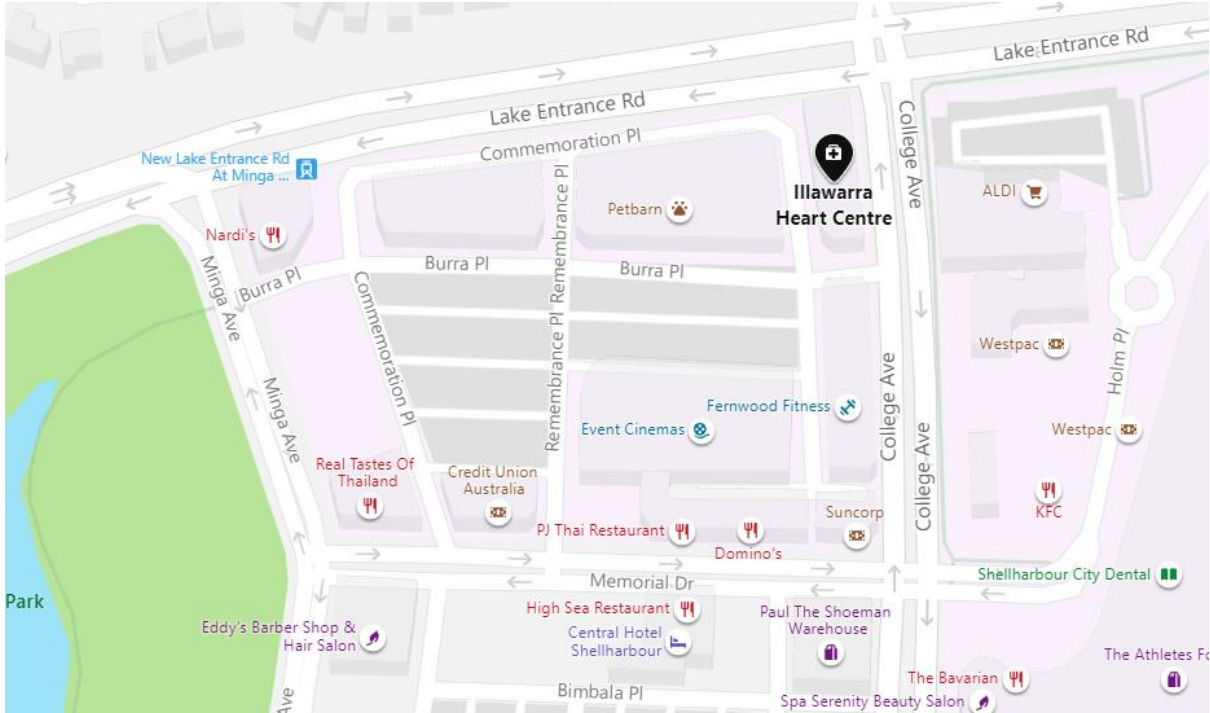 Lake Entrance Rd
Lake Entrance Rd
Commemoration Pl
New Lake Entrance Rd
At Minga ...
College Ave
Illawarra
Heart Centre
ALDI
Petbarn
Remembrance Pl
Nardi's
Minga Ave
Burra Pl
Burra Pl
Burra Pl
Commemoration Pl
Remembrance Pl
Westpac
Holm Pl
Minga Ave
College Ave
Fernwood Fitness
Event Cinemas
Westpac
College Ave
Real Tastes Of
Thailand
Credit Union
Australia
KFC
Suncorp
PJ Thai Restaurant
Domino's
Memorial Dr
Shellharbour City Dental
Park
High Sea Restaurant
Paul The Shoeman
Warehouse
Eddy's Barber Shop &
Hair Salon
Central Hotel
Shellharbour
The Athletes Fo
The Bavarian
Bimbala Pl
Spa Serenity Beauty Salon
Ave